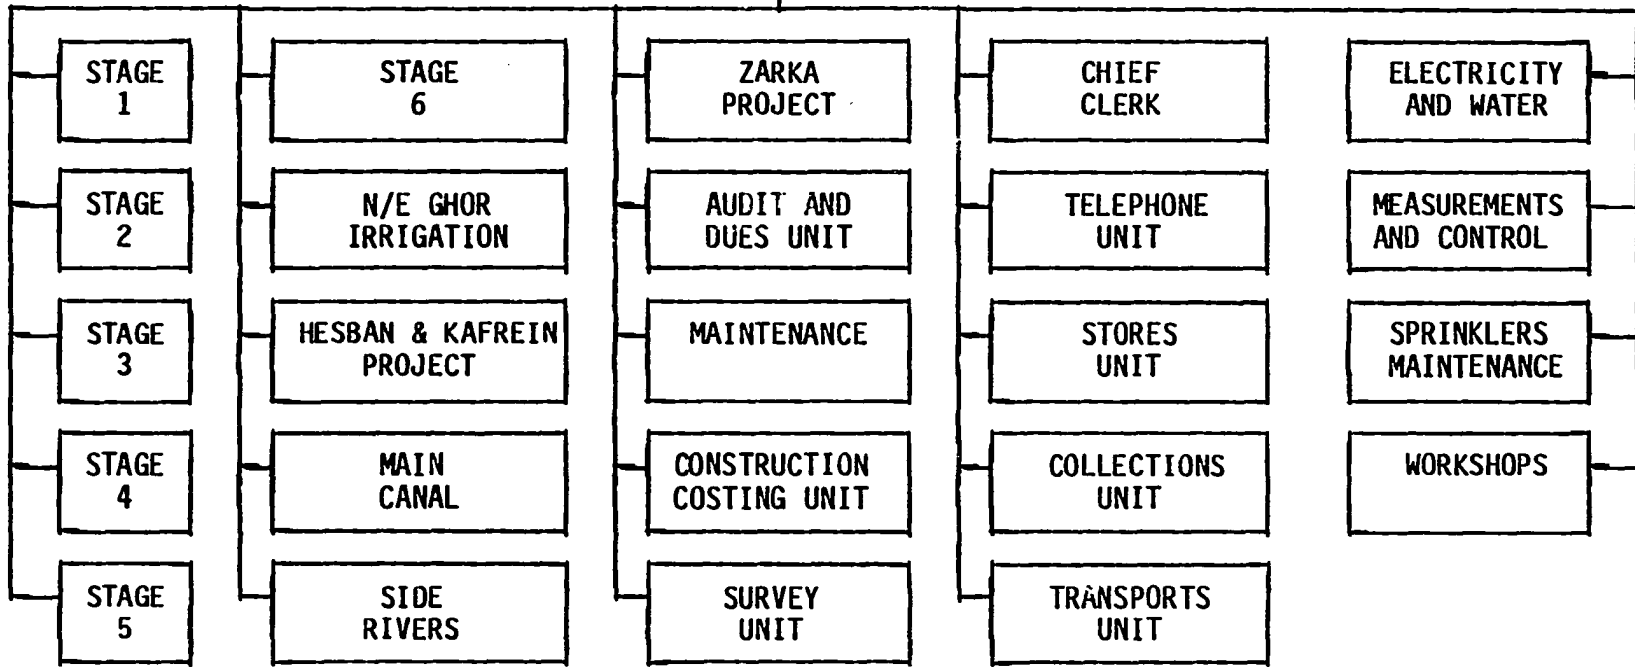 STAGE
1
STAGE
2
STAGE
3
STAGE
4
STAGE
5
STAGE
6
N/E GHOR
IRRIGATION
HESBAN & KAFREIN
PROJECT
MAIN
CANAL
SIDE
RIVERS
ZARKA
PROJECT
AUDIT AND
DUES UNIT
MAINTENANCE
CONSTRUCTION
COSTING UNIT
SURVEY
UNIT
CHIEF
CLERK
TELEPHONE
UNIT
STORES
UNIT
COLLECTIONS
UNIT
TRANSPORTS
UNIT
ELECTRICITY
AND WATER
MEASUREMENTS
AND CONTROL
SPRINKLERS
MAINTENANCE
WORKSHOPS